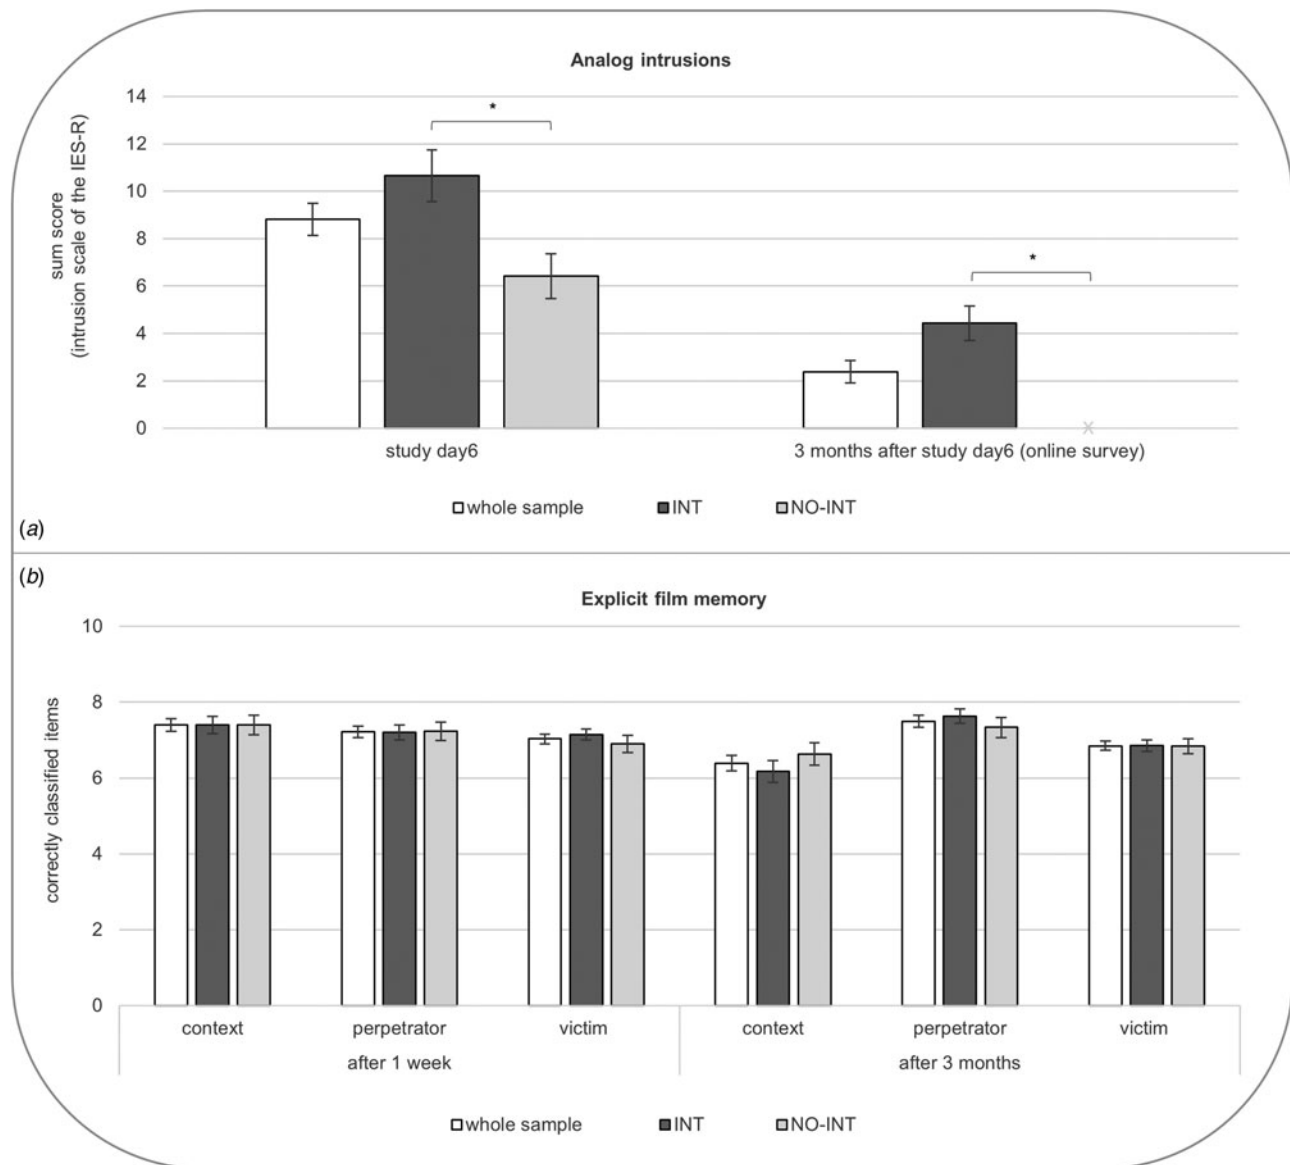 Analog intrusions
sum score
(intrusion scale of the IES-R)
14
12
10
8
6
4
2
0
*
*
x
study day6
3 months after study day6 (online survey)
whole sample INT NO-INT
(a)
(b)
Explicit film memory
correctly classified items
10
8
6
4
2
0
context perpetrator victim context perpetrator victim
after 1 week after 3 months
whole sample INT NO-INT